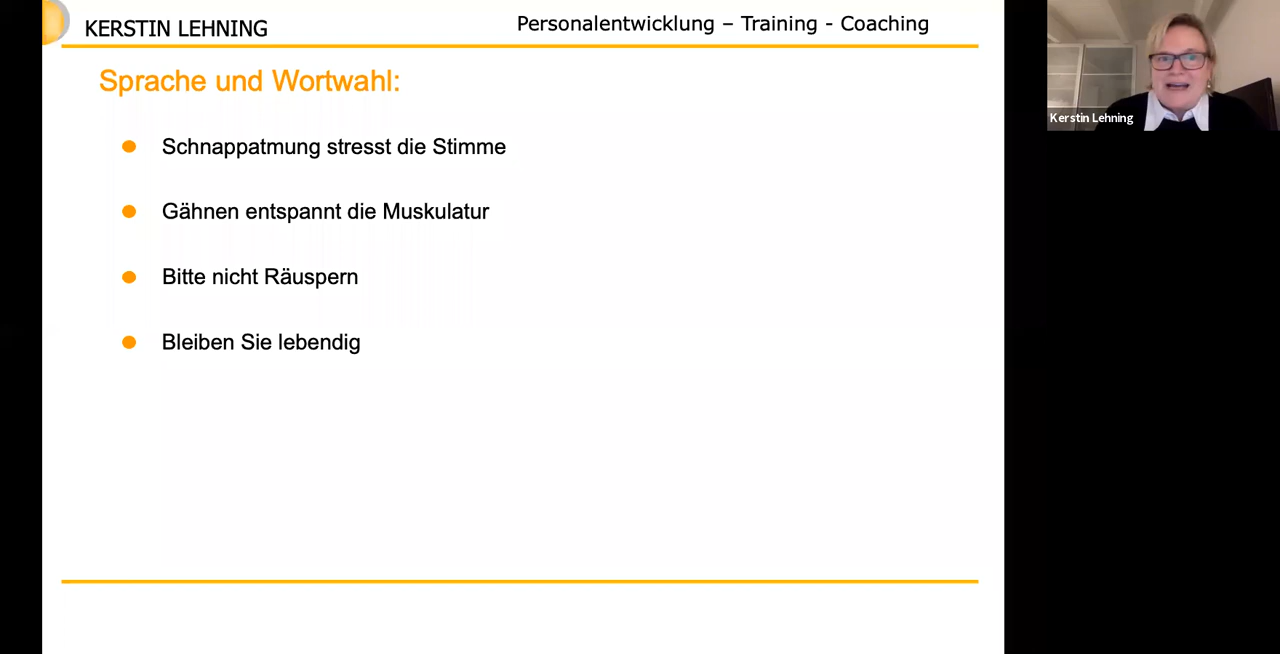 KERSTIN LEHNING
Personalentwicklung – Training - Coaching
Sprache und Wortwahl:
Schnappatmung stresst die Stimme
Gähnen entspannt die Muskulatur
Bitte nicht Räuspern
Bleiben Sie lebendig
Kerstin Lehning